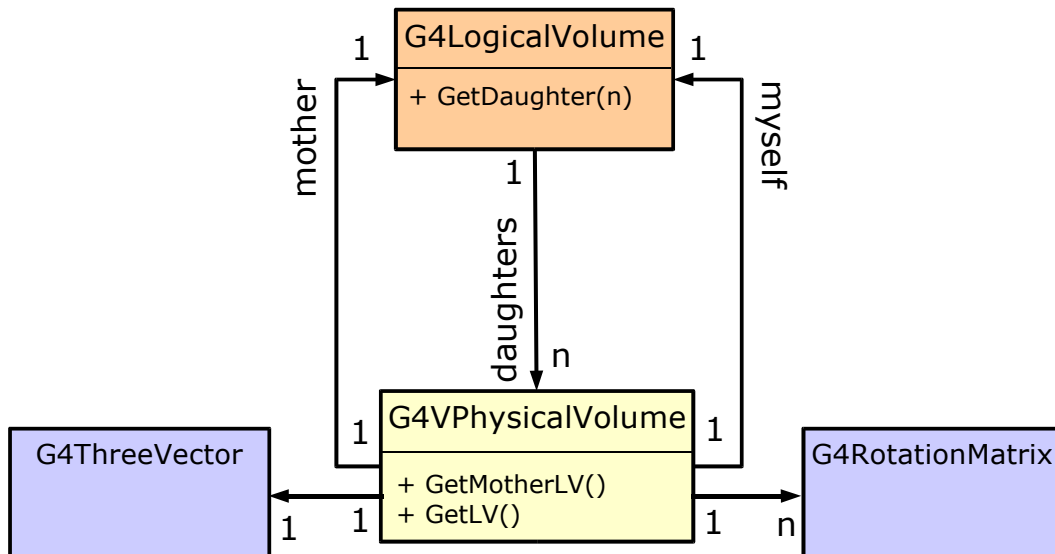 G4LogicalVolume
1
1
+ GetDaughter(n)
mother
myself
1
daughters
n
G4VPhysicalVolume
1
1
G4ThreeVector
G4RotationMatrix
+ GetMotherLV()
+ GetLV()
1
1
1
n